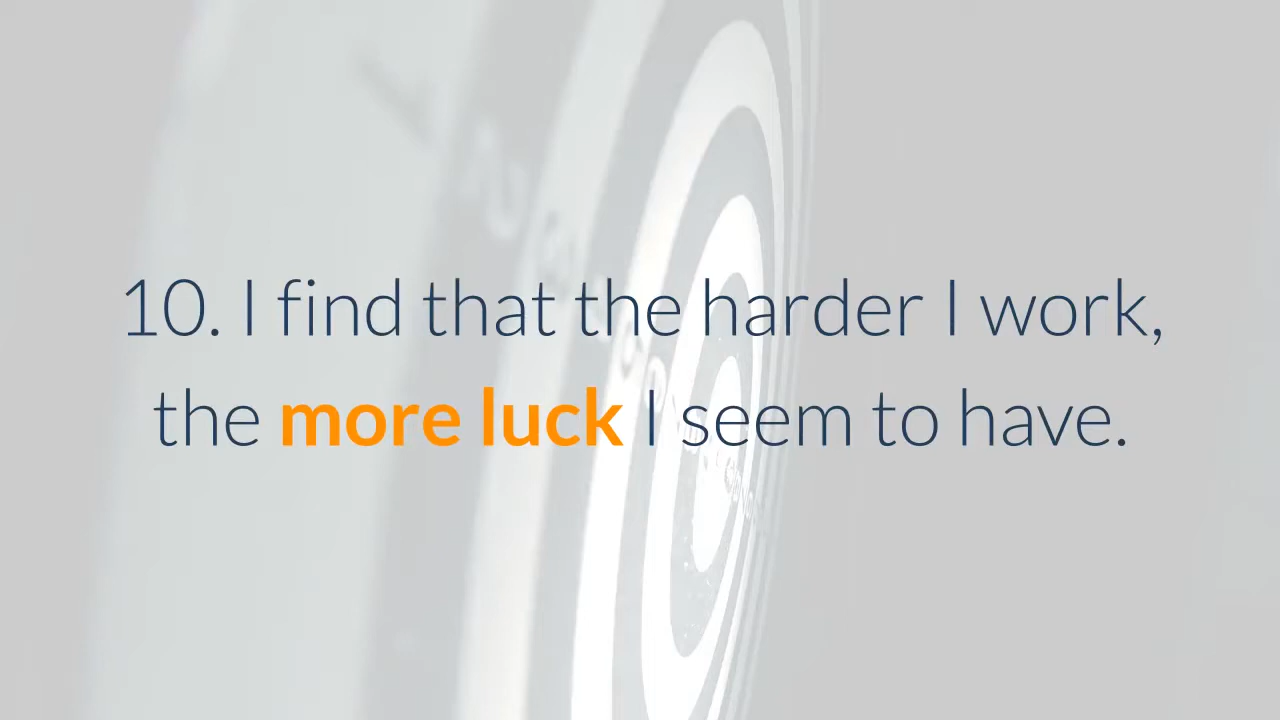 10. I find that the harder I work,
the more luck I seem to have.